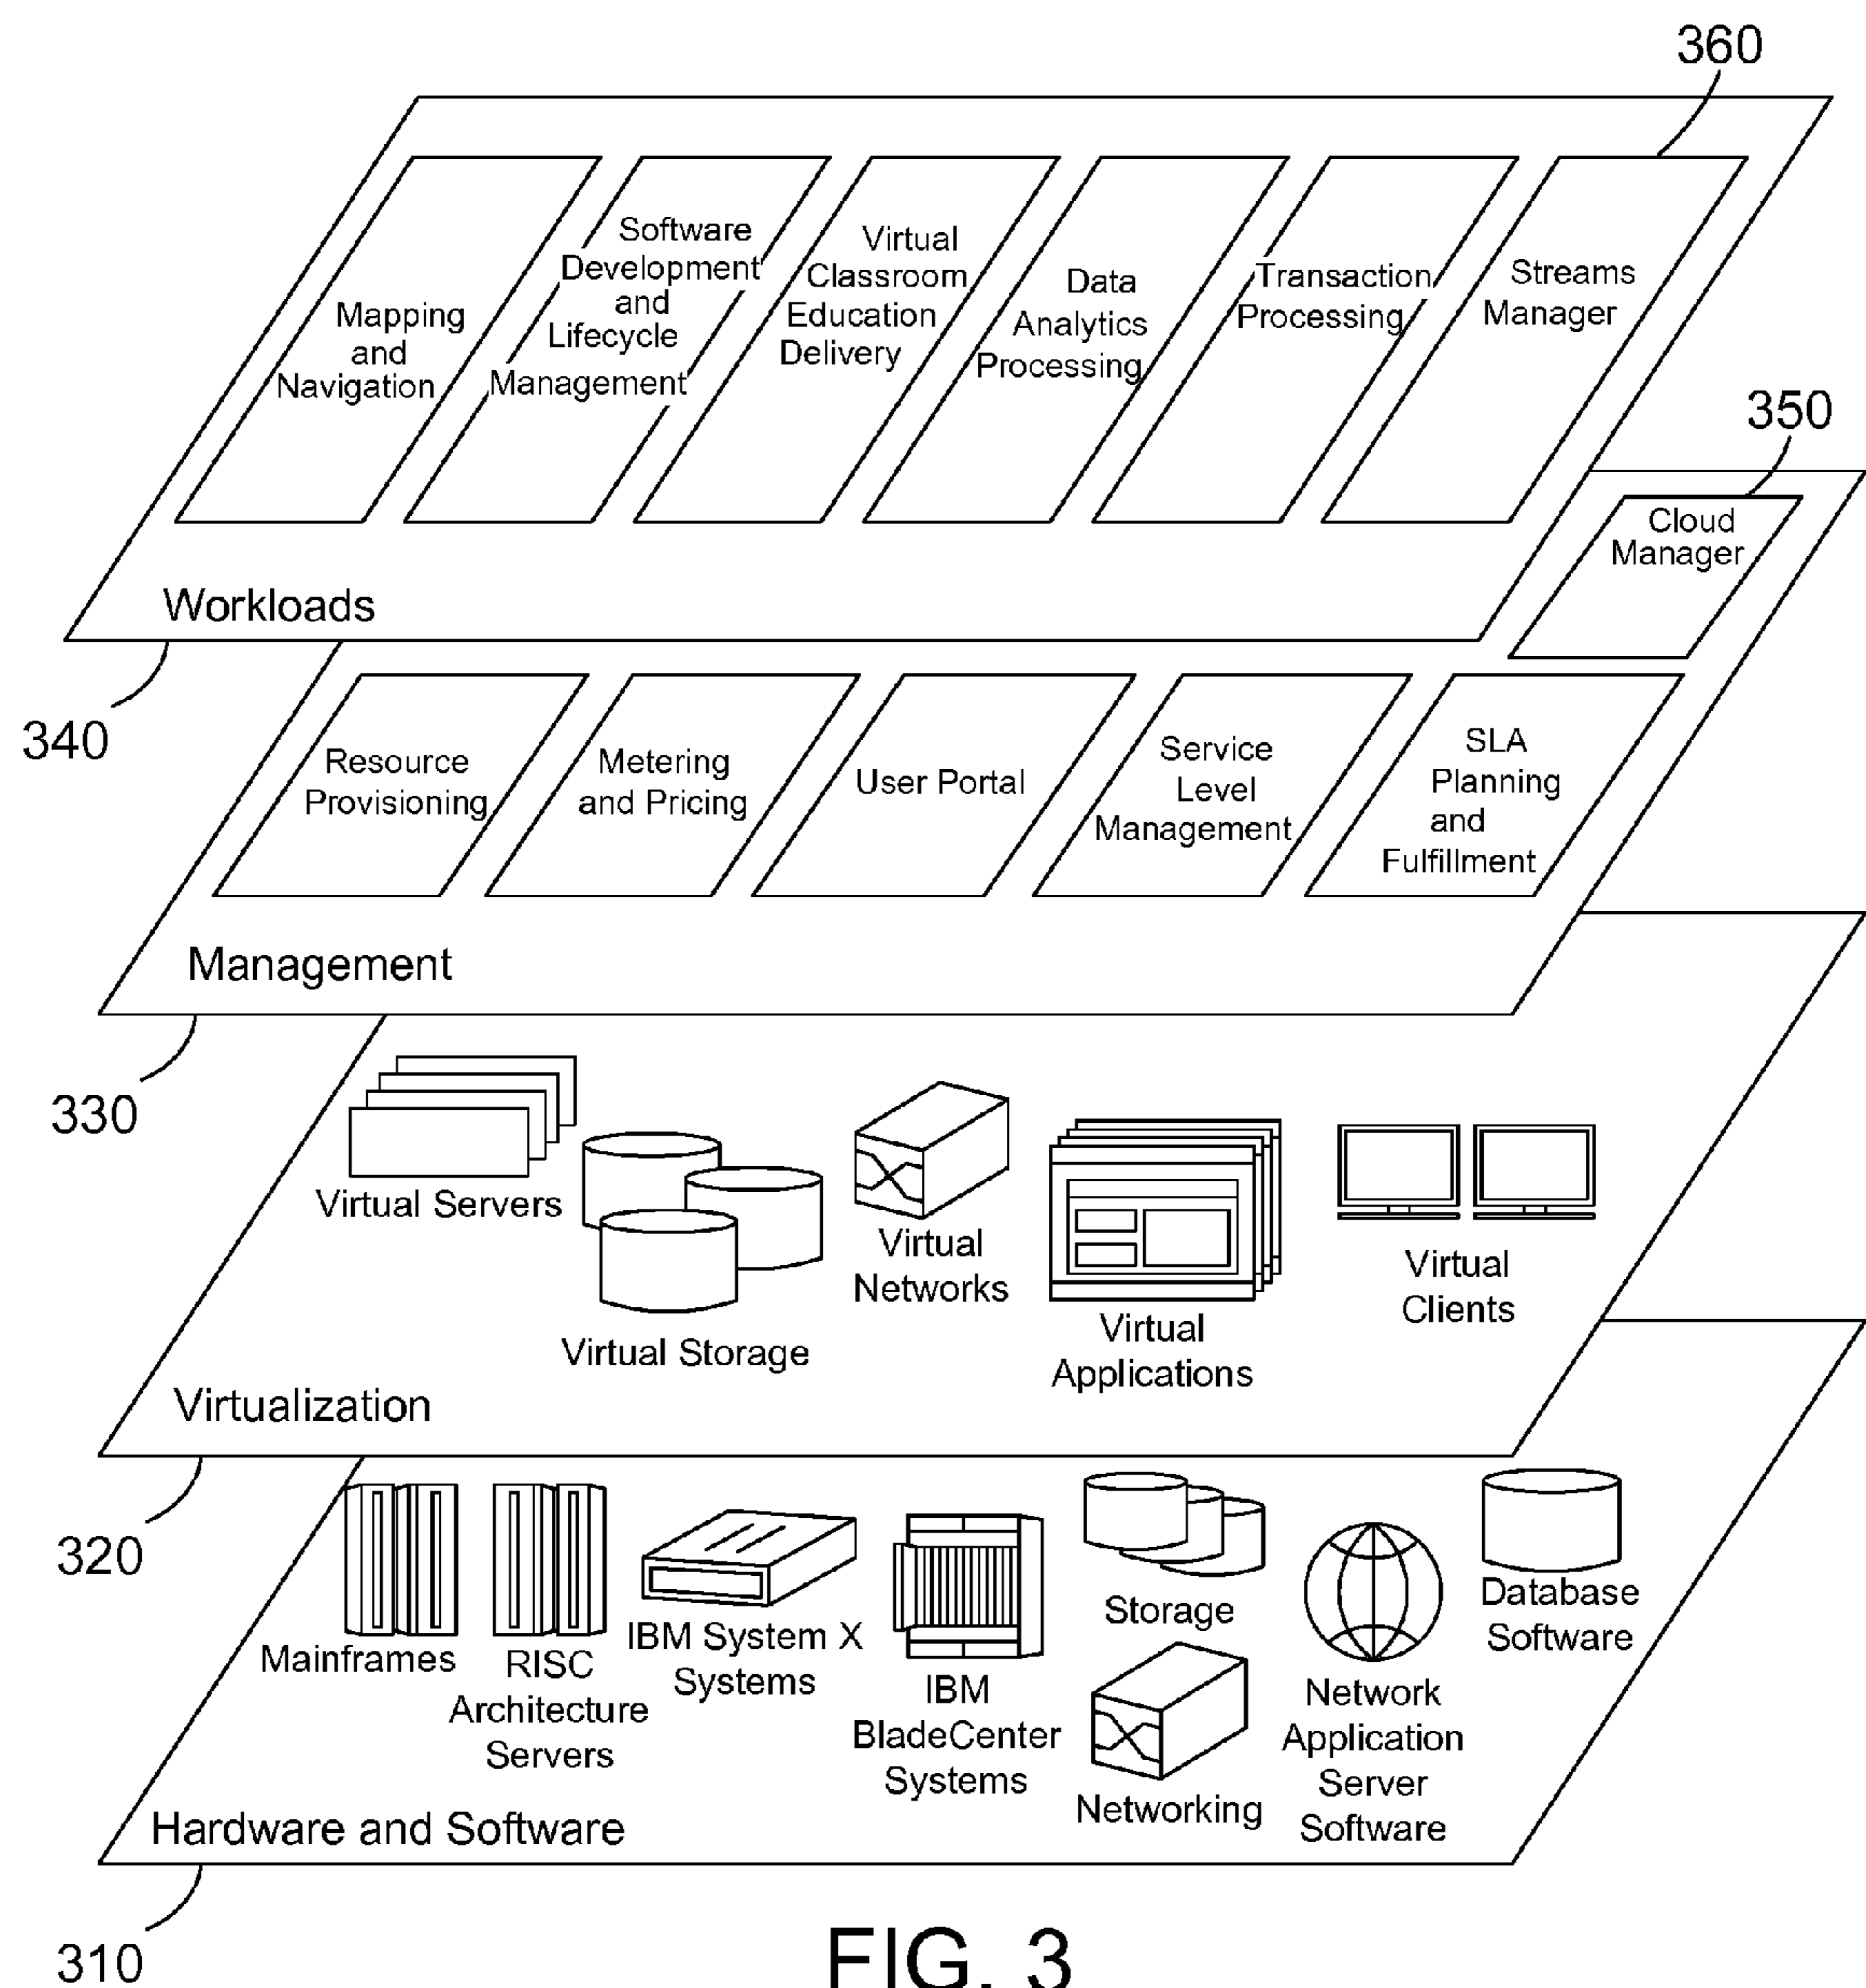 360
Mapping
and
Navigation
Software
Development
and
Lifecycle
Management
Virtual
Classroom
Education
Delivery
Data
Analytics
Processing
Transaction
Processing
Streams
Manager
350
Cloud
Manager
Workloads
340
Resource
Provisioning
Metering
and Pricing
User Portal
Service
Level
Management
SLA
Planning
and
Fulfillment
Management
330
Virtual Servers
Virtual Storage
Virtual
Networks
Virtual
Applications
Virtual
Clients
Virtualization
320
Mainframes
RISC
Architecture
Servers
IBM System X
Systems
IBM
BladeCenter
Systems
Storage
Networking
Network
Application
Server
Software
Database
Software
Hardware and Software
310
FIG. 3